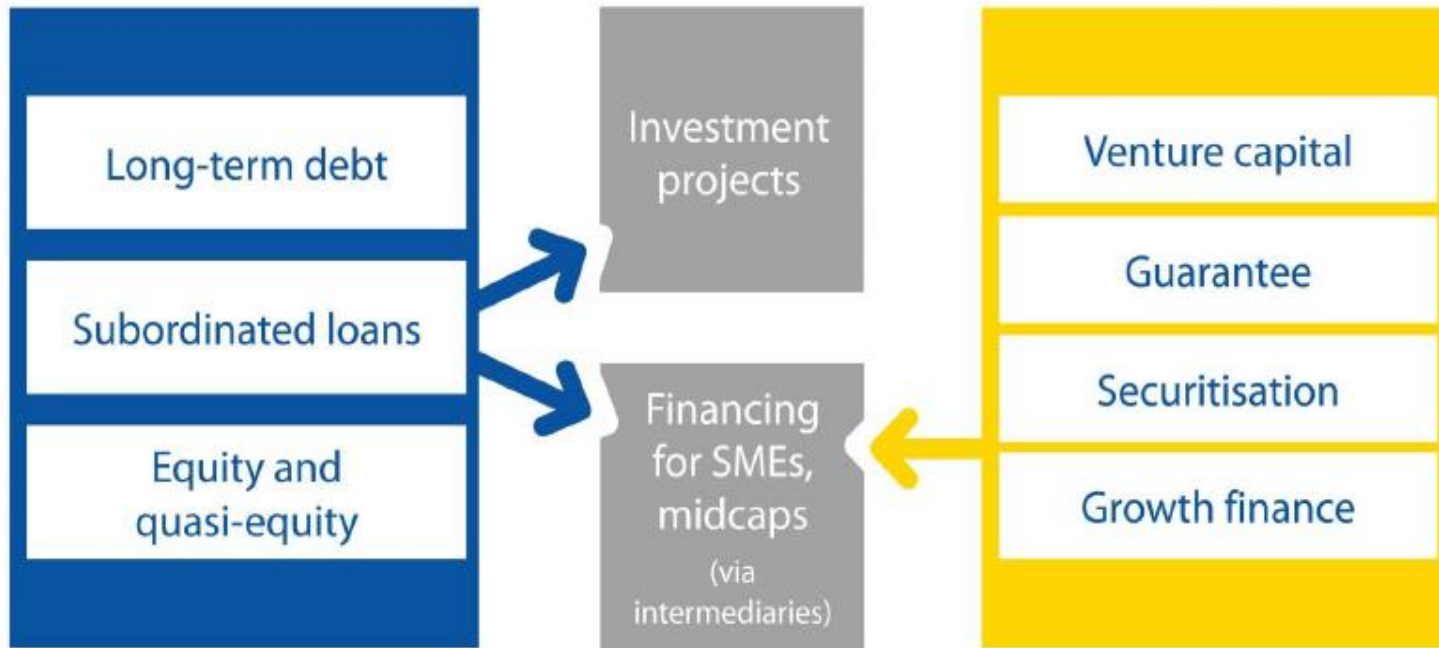 Long-term debt
Subordinated loans
Equity and
quasi-equity
Investment
projects
Financing
for SMEs,
midcaps
(via
intermediaries)
Venture capital
Guarantee
Securitisation
Growth finance